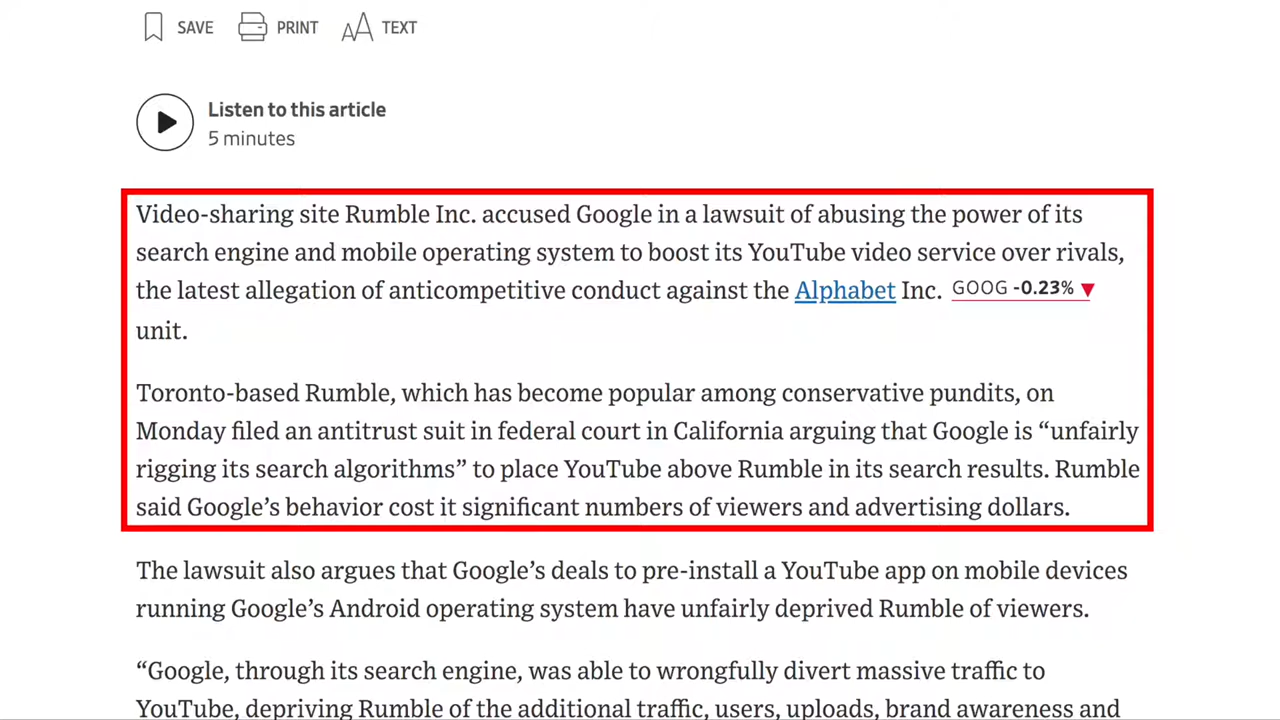 SAVE PRINT TEXT
Listen to this article
5 minutes
Video-sharing site Rumble Inc. accused Google in a lawsuit of abusing the power of its
search engine and mobile operating system to boost its YouTube video service over rivals,
the latest allegation of anticompetitive conduct against the Alphabet Inc. GOOG -0.23% ▼
unit.
Toronto-based Rumble, which has become popular among conservative pundits, on
Monday filed an antitrust suit in federal court in California arguing that Google is “unfairly
rigging its search algorithms” to place YouTube above Rumble in its search results. Rumble
said Google’s behavior cost it significant numbers of viewers and advertising dollars.
The lawsuit also argues that Google’s deals to pre-install a YouTube app on mobile devices
running Google’s Android operating system have unfairly deprived Rumble of viewers.
“Google, through its search engine, was able to wrongfully divert massive traffic to
YouTube, depriving Rumble of the additional traffic, users, uploads, brand awareness and